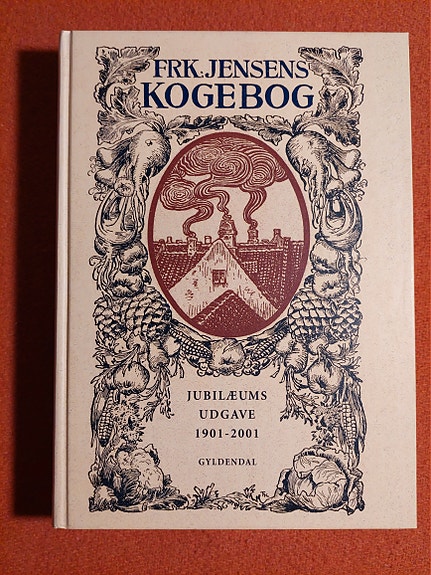 FRK. JENSENS
KOGEBOG
JUBILÆUMS
UDGAVE
1901-2001
GYLDENDAL